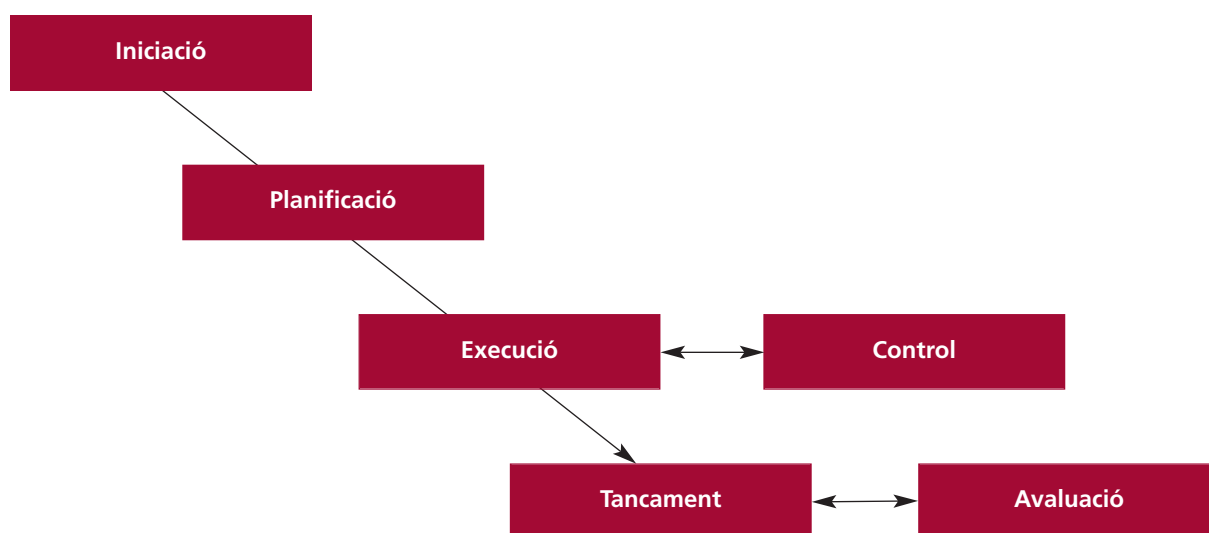 Iniciació
Planificació
Execució
Control
Tancament
Avaluació